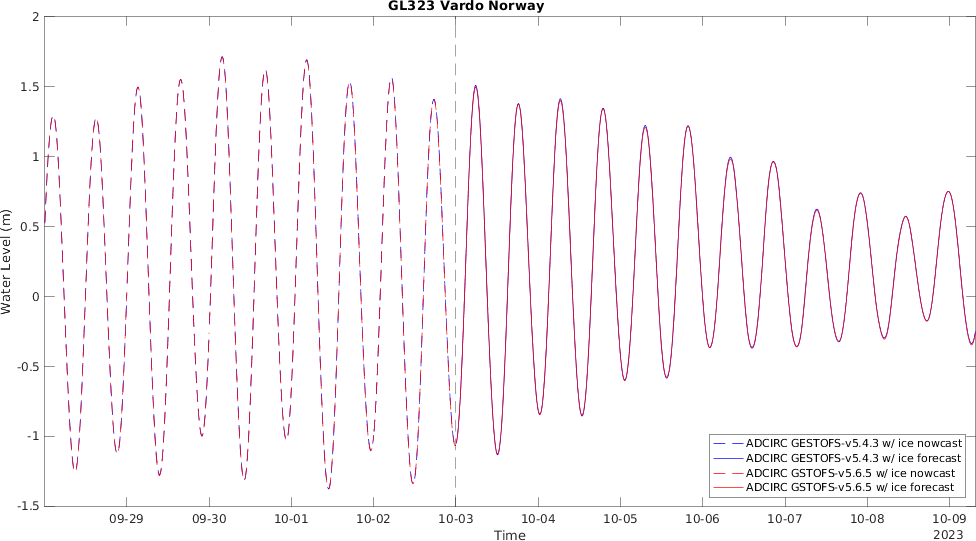 GL323 Vardo Norway
2
1.5
1
0.5
0
-0.5
-1
-1.5
Water Level (m)
ADCIRC GESTOFS-v5.4.3 w/ ice nowcast
ADCIRC GESTOFS-v5.4.3 w/ ice forecast
ADCIRC GSTOFS-v5.6.5 w/ ice nowcast
ADCIRC GSTOFS-v5.6.5 w/ ice forecast
09-29 09-30 10-01 10-02 10-03 10-04 10-05 10-06 10-07 10-08 10-09
2023
Time